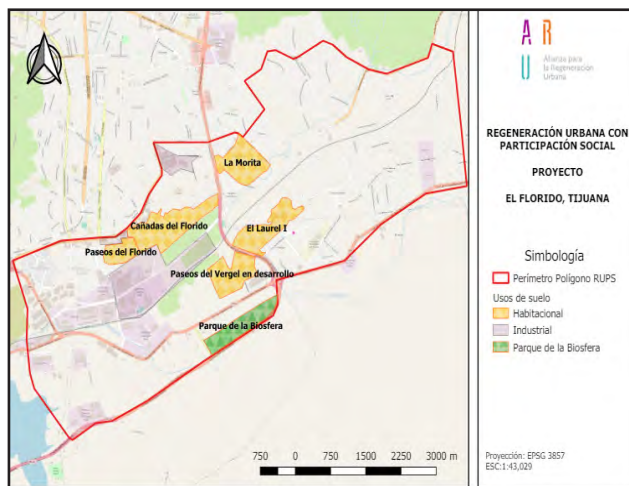 La Morita
Cañadas del Florido
El Laurel I
Paseos del Florido
Paseos del Vergel en desarrollo
Parque de la Biosfera
750 0 750 1500 2250 3000 m
A R
U
Alianza para
la Regeneración
Urbana
REGENERACIÓN URBANA CON
PARTICIPACIÓN SOCIAL
PROYECTO
EL FLORIDO, TIJUANA
Simbología
Perímetro Polígono RUPS
Usos de suelo
Habitacional
Industrial
Parque de la Biosfera
Proyección: EPSG 3857
ESC:1:43,029